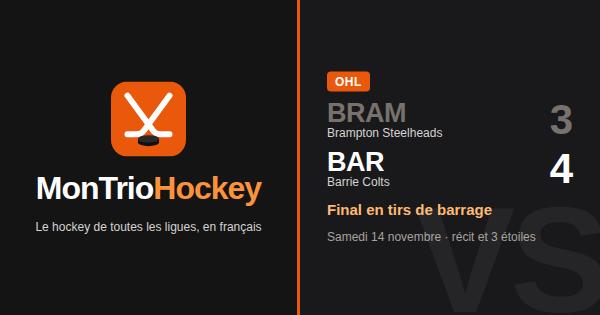 MonTrioHockey
Le hockey de toutes les ligues, en français
OHL
BRAM 3
Brampton Steelheads
BAR 4
Barrie Colts
Final en tirs de barrage
Samedi 14 novembre · récit et 3 étoiles
VS